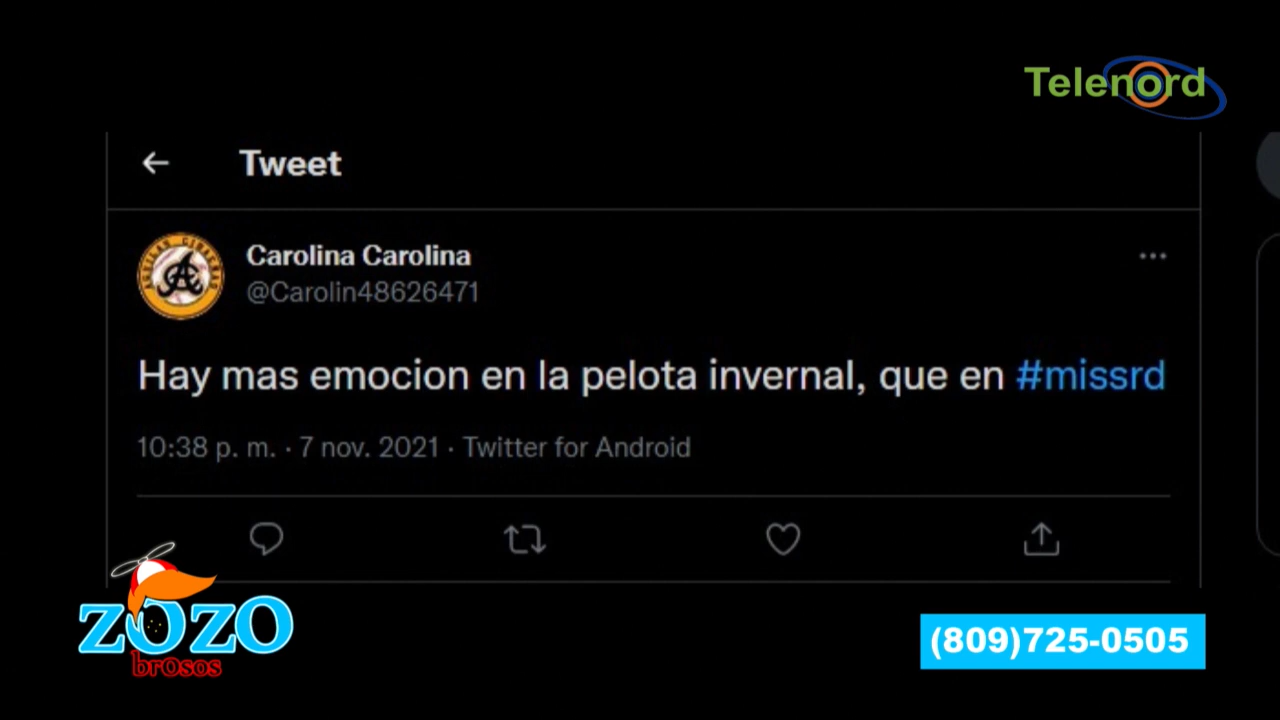 Telenord
Tweet
Carolina Carolina
@Carolin48626471
Hay mas emocion en la pelota invernal, que en #missrd
10:38 p. m. · 7 nov. 2021 · Twitter for Android
ZOZO
brOsos
(809)725-0505